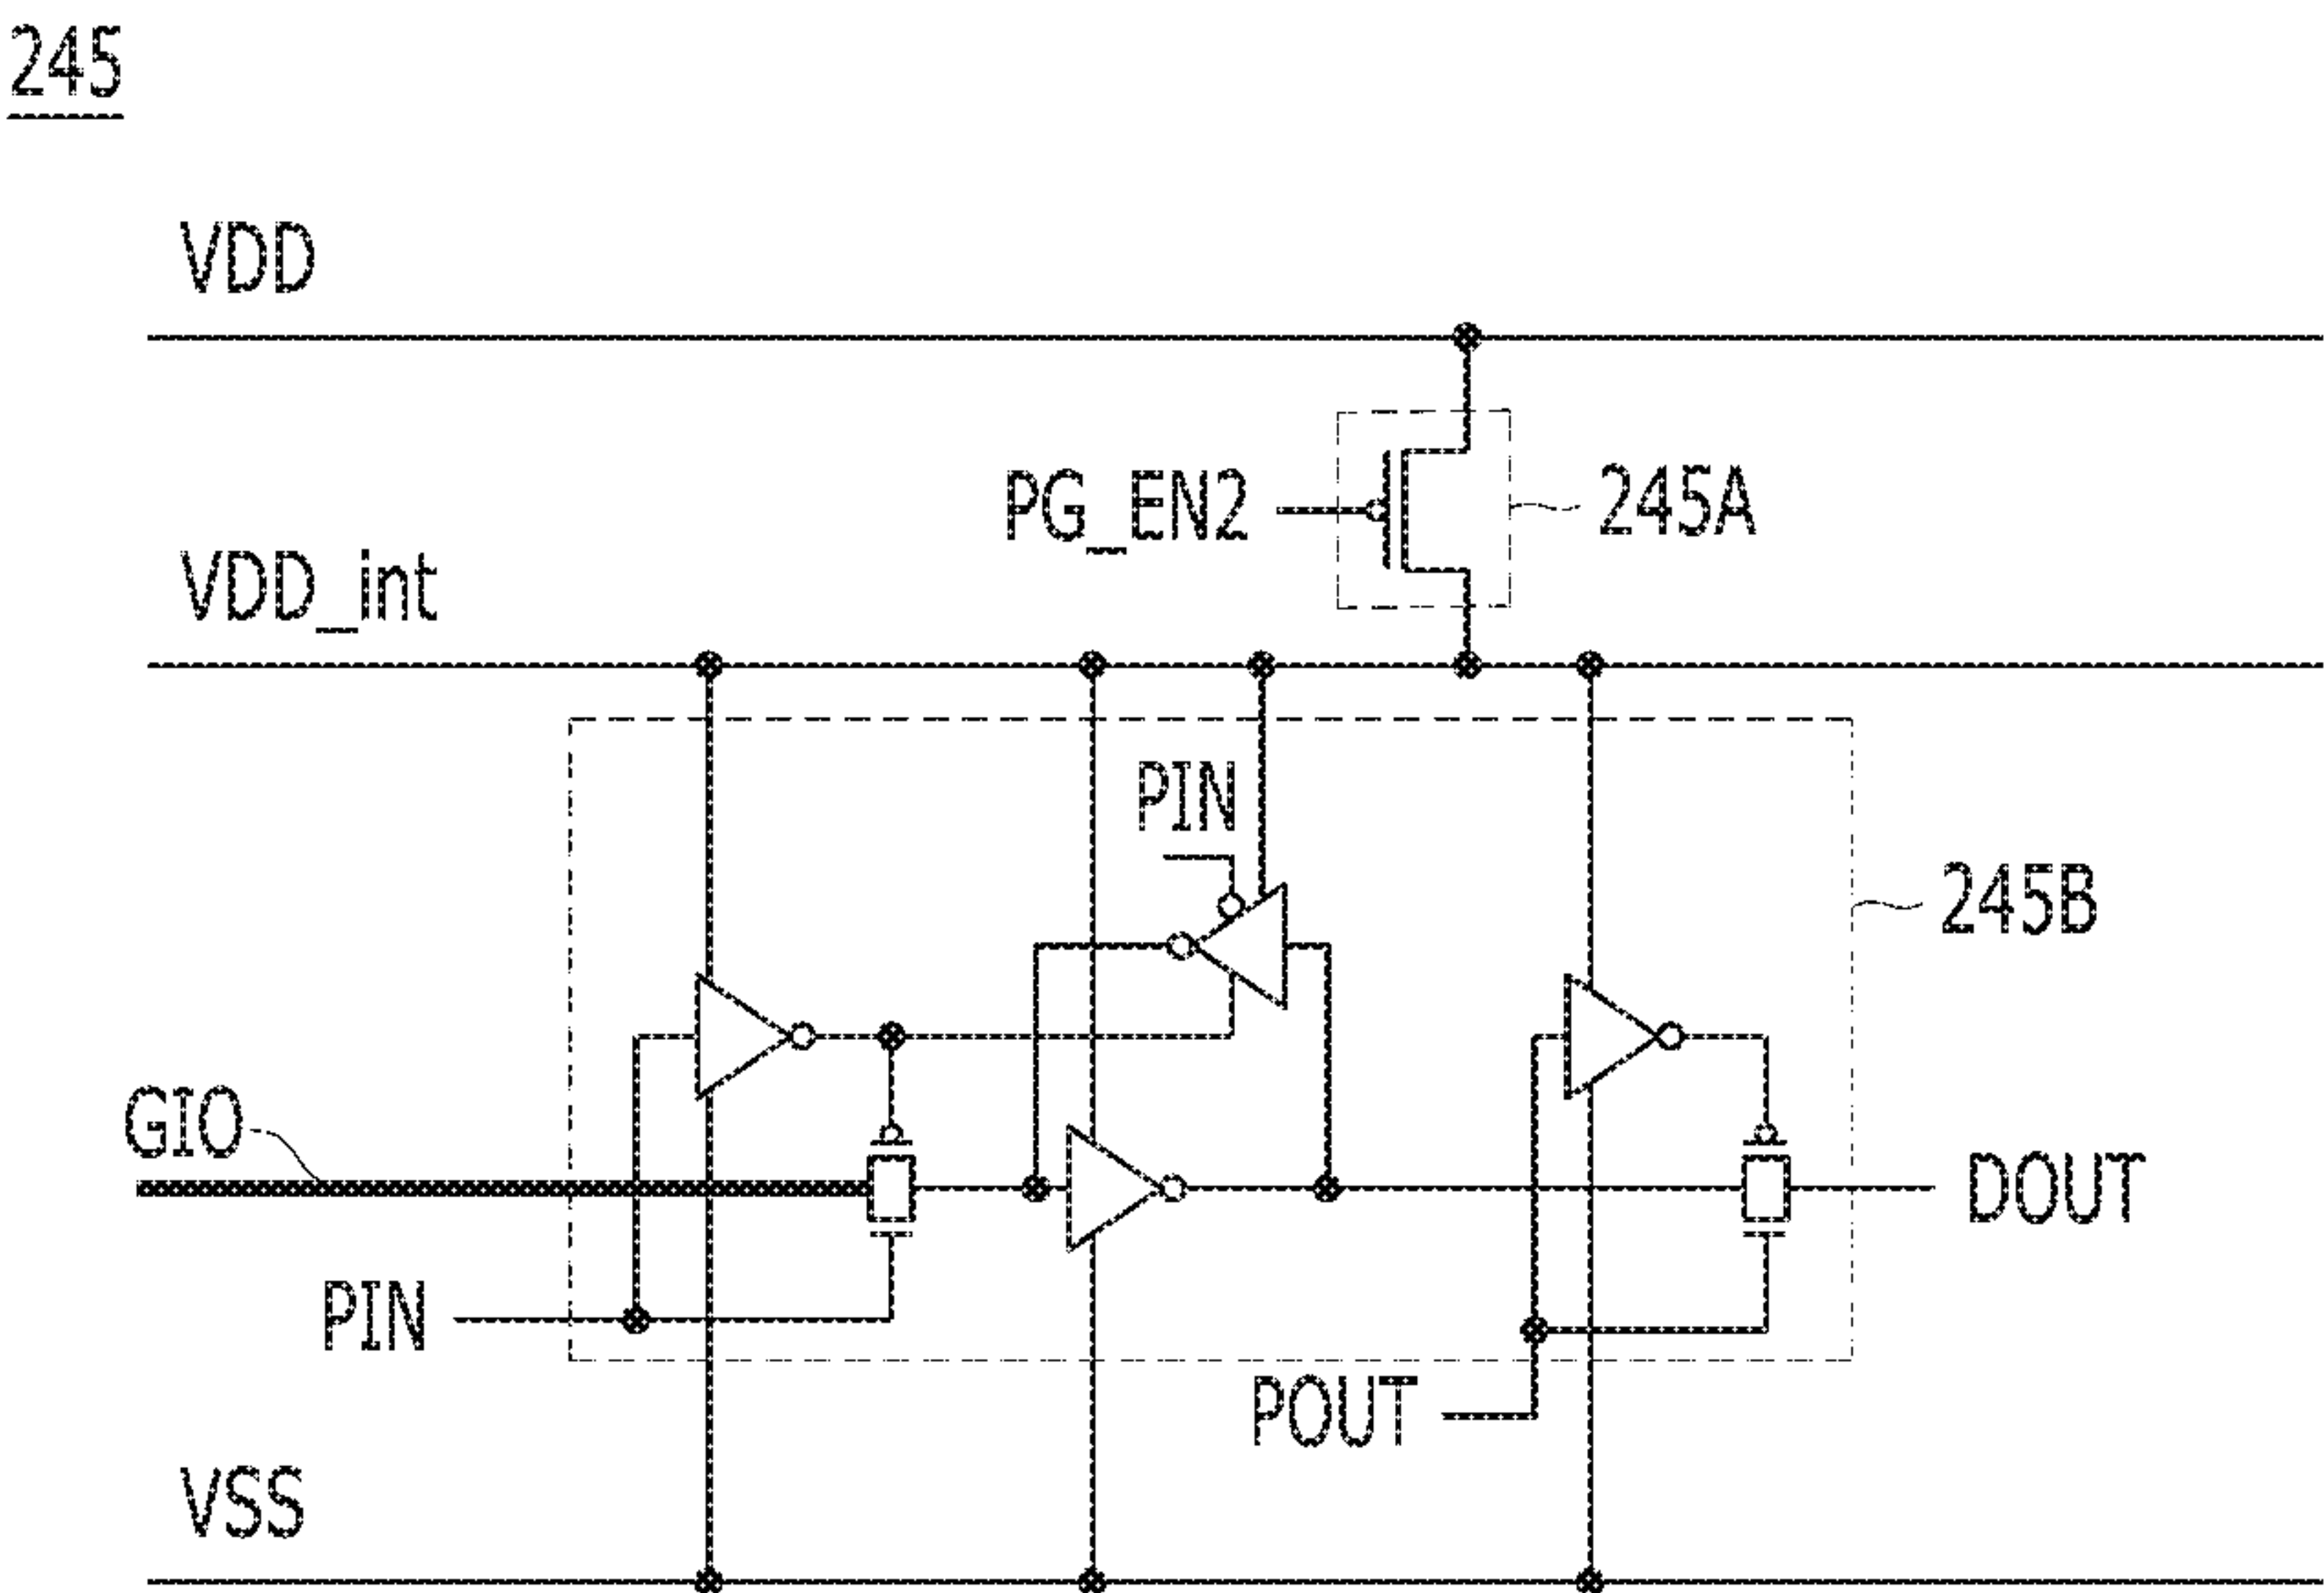 245
VDD
PG_EN2
245A
VDD_int
PIN
245B
GIO
DOUT
PIN
POUT
VSS